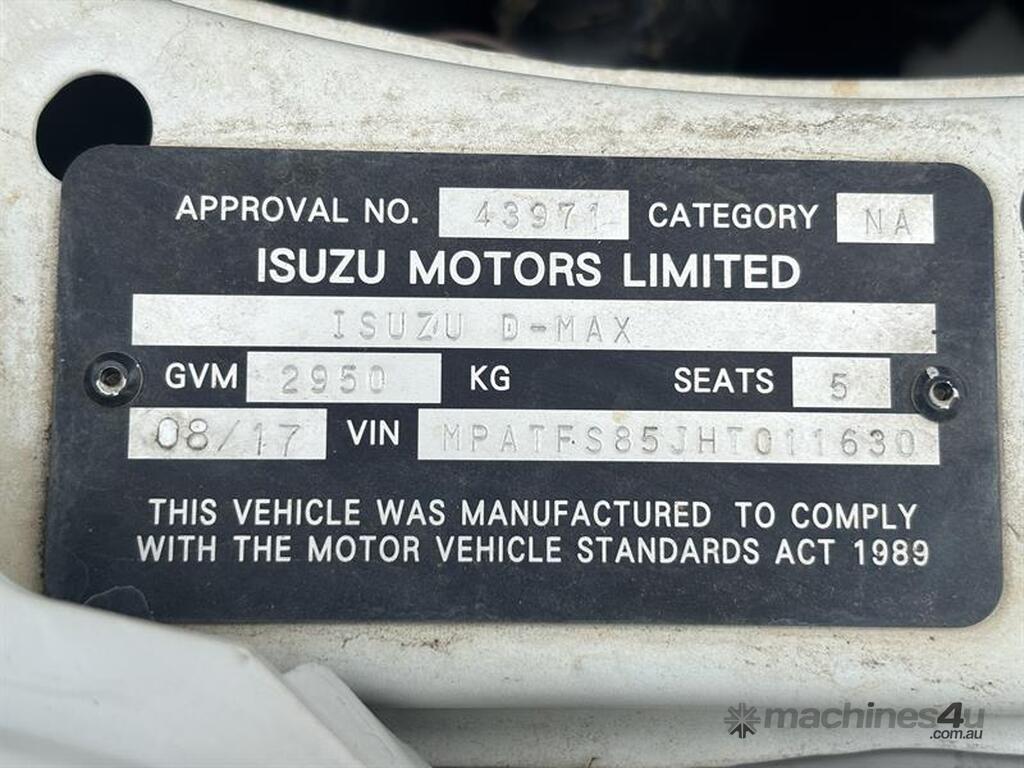 APPROVAL NO. 43971 CATEGORY NA
ISUZU MOTORS LIMITED
ISUZU D-MAX
GVM 2950 KG SEATS 5
08/17 VIN MPATFS85JHT011630
THIS VEHICLE WAS MANUFACTURED TO COMPLY
WITH THE MOTOR VEHICLE STANDARDS ACT 1989
machines4u
.com.au